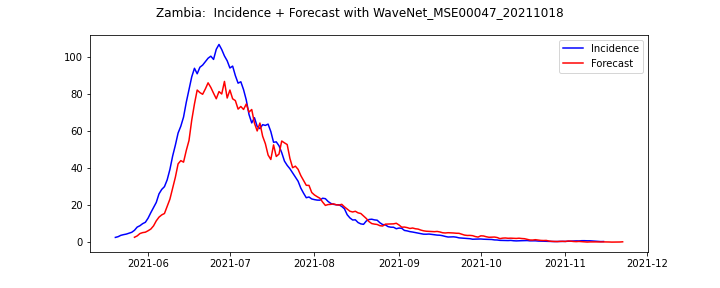 Zambia:  Incidence + Forecast with WaveNet_MSE00047_20211018
Incidence
Forecast
100
80
60
40
20
0
2021-06 2021-07 2021-08 2021-09 2021-10 2021-11 2021-12